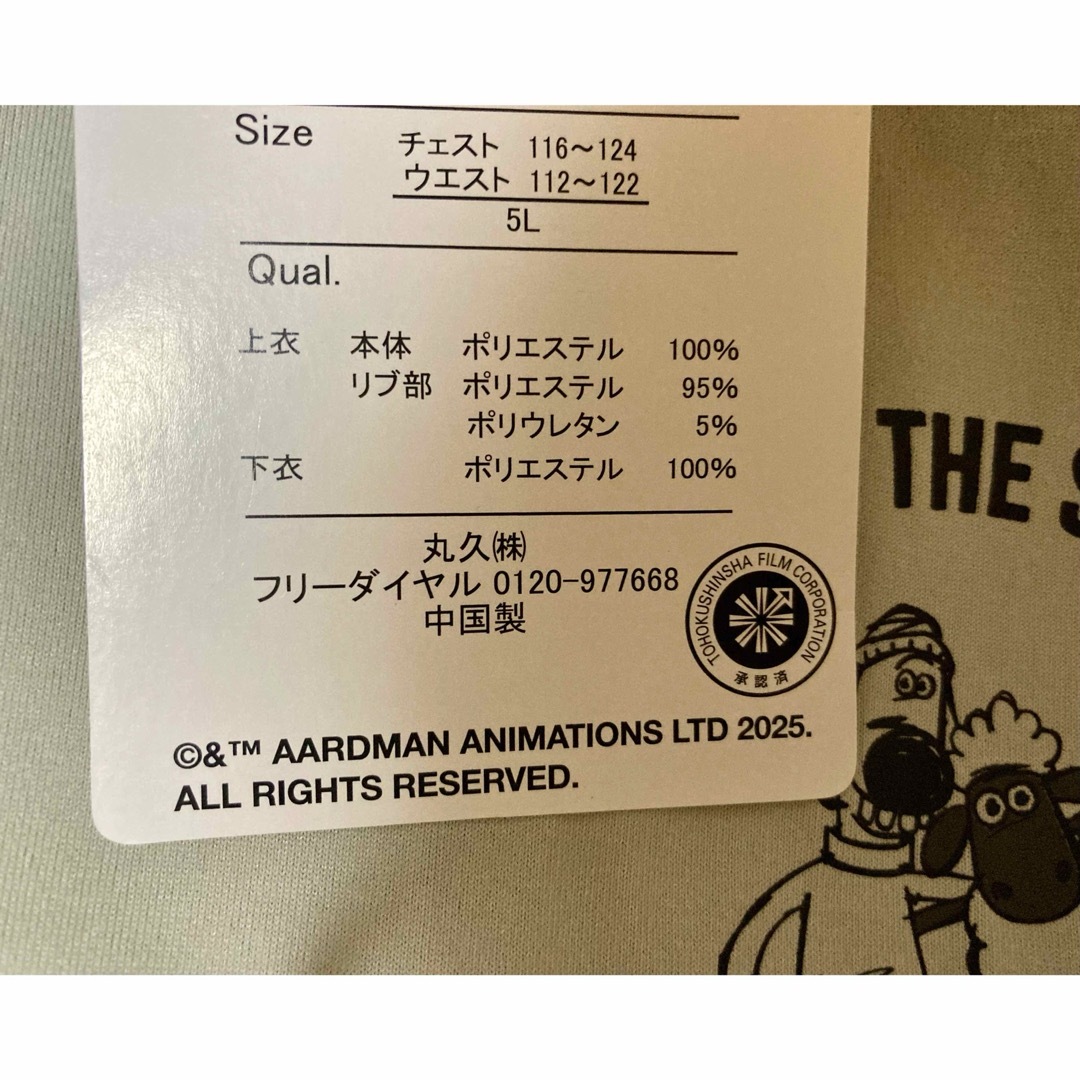 Size
チェスト 116～124
ウエスト 112～122
5L
Qual.
上衣 本体 ポリエステル 100%
リブ部 ポリエステル 95%
ポリウレタン 5%
下衣 ポリエステル 100%
丸久㈱
フリーダイヤル 0120-977668
中国製
TOHOKUSHINSHA FILM CORPORATION
承認済
©&™ AARDMAN ANIMATIONS LTD 2025.
ALL RIGHTS RESERVED.
THE S